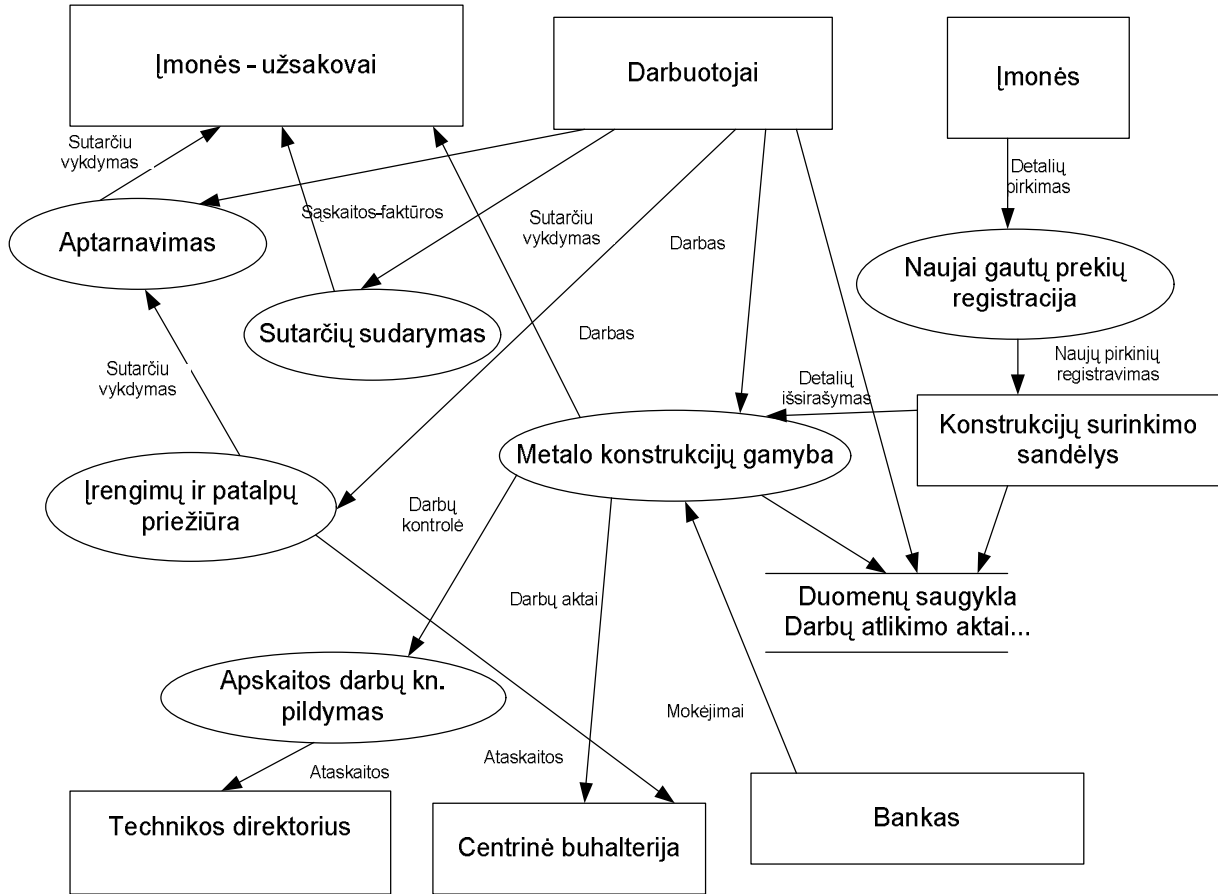 Įmonės - užsakovai
Darbuotojai
Įmonės
Sutarčiu
vykdymas
Detalių
pirkimas
Sąskaitos-faktūros
Sutarčiu
vykdymas
Darbas
Aptarnavimas
Naujai gautų prekių
registracija
Sutarčių sudarymas
Darbas
Naujų pirkinių
registravimas
Sutarčiu
vykdymas
Detalių
išsirašymas
Konstrukcijų surinkimo
sandėlys
Metalo konstrukcijų gamyba
Įrengimų ir patalpų
priežiūra
Darbų
kontrolė
Darbų aktai
Duomenų saugykla
Darbų atlikimo aktai...
Apskaitos darbų kn.
pildymas
Mokėjimai
Ataskaitos
Ataskaitos
Technikos direktorius
Centrinė buhalterija
Bankas